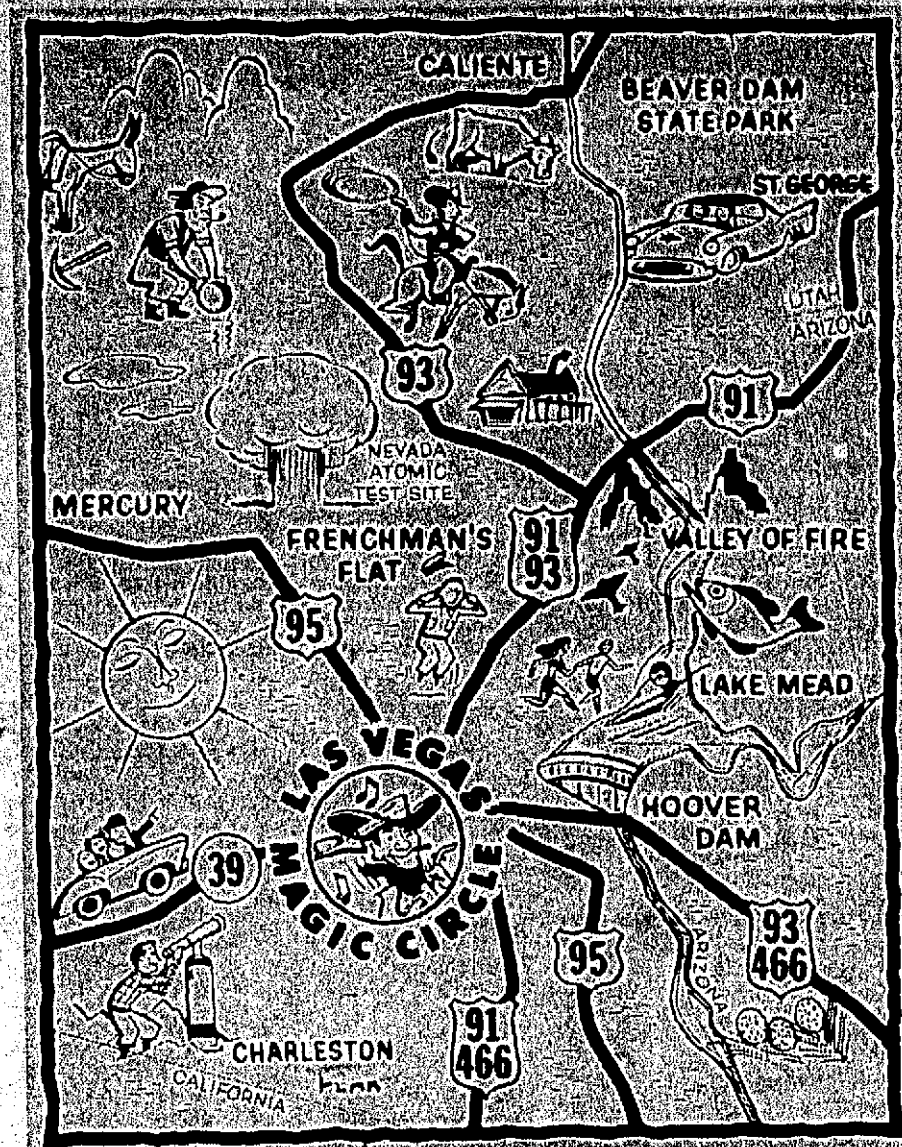 CALIENTE
BEAVER DAM
STATE PARK
ST. GEORGE
UTAH
ARIZONA
93
91
NEVADA
ATOMIC
TEST SITE
MERCURY
FRENCHMAN'S
FLAT
91
93
VALLEY OF FIRE
95
LAKE MEAD
LAS VEGAS
MAGIC CIRCLE
HOOVER
DAM
39
ARIZONA
93
466
95
91
466
CHARLESTON
CALIFORNIA